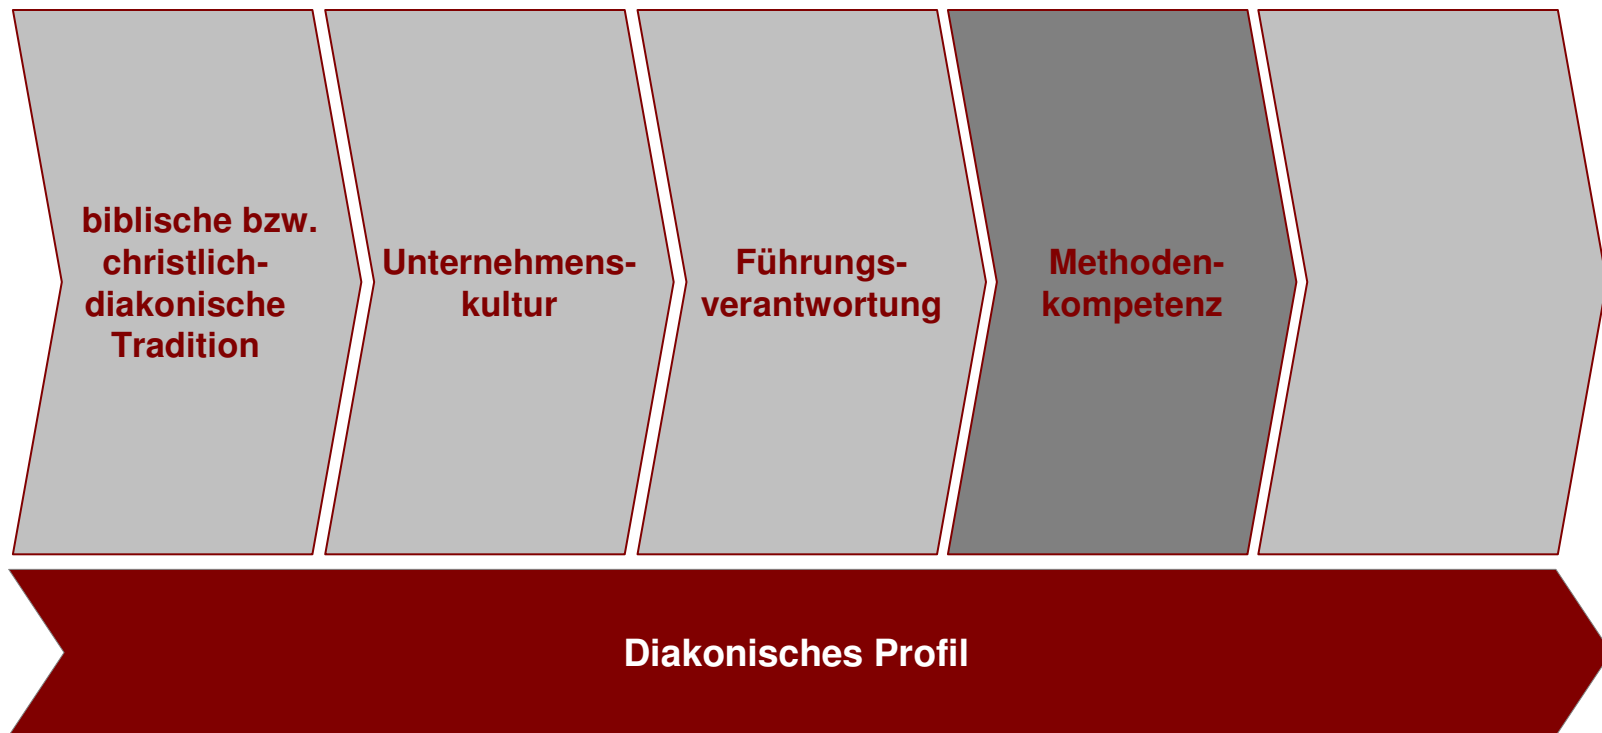 biblische bzw.
christlich-
diakonische
Tradition
Unternehmens-
kultur
Führungs-
verantwortung
Methoden-
kompetenz
Diakonisches Profil